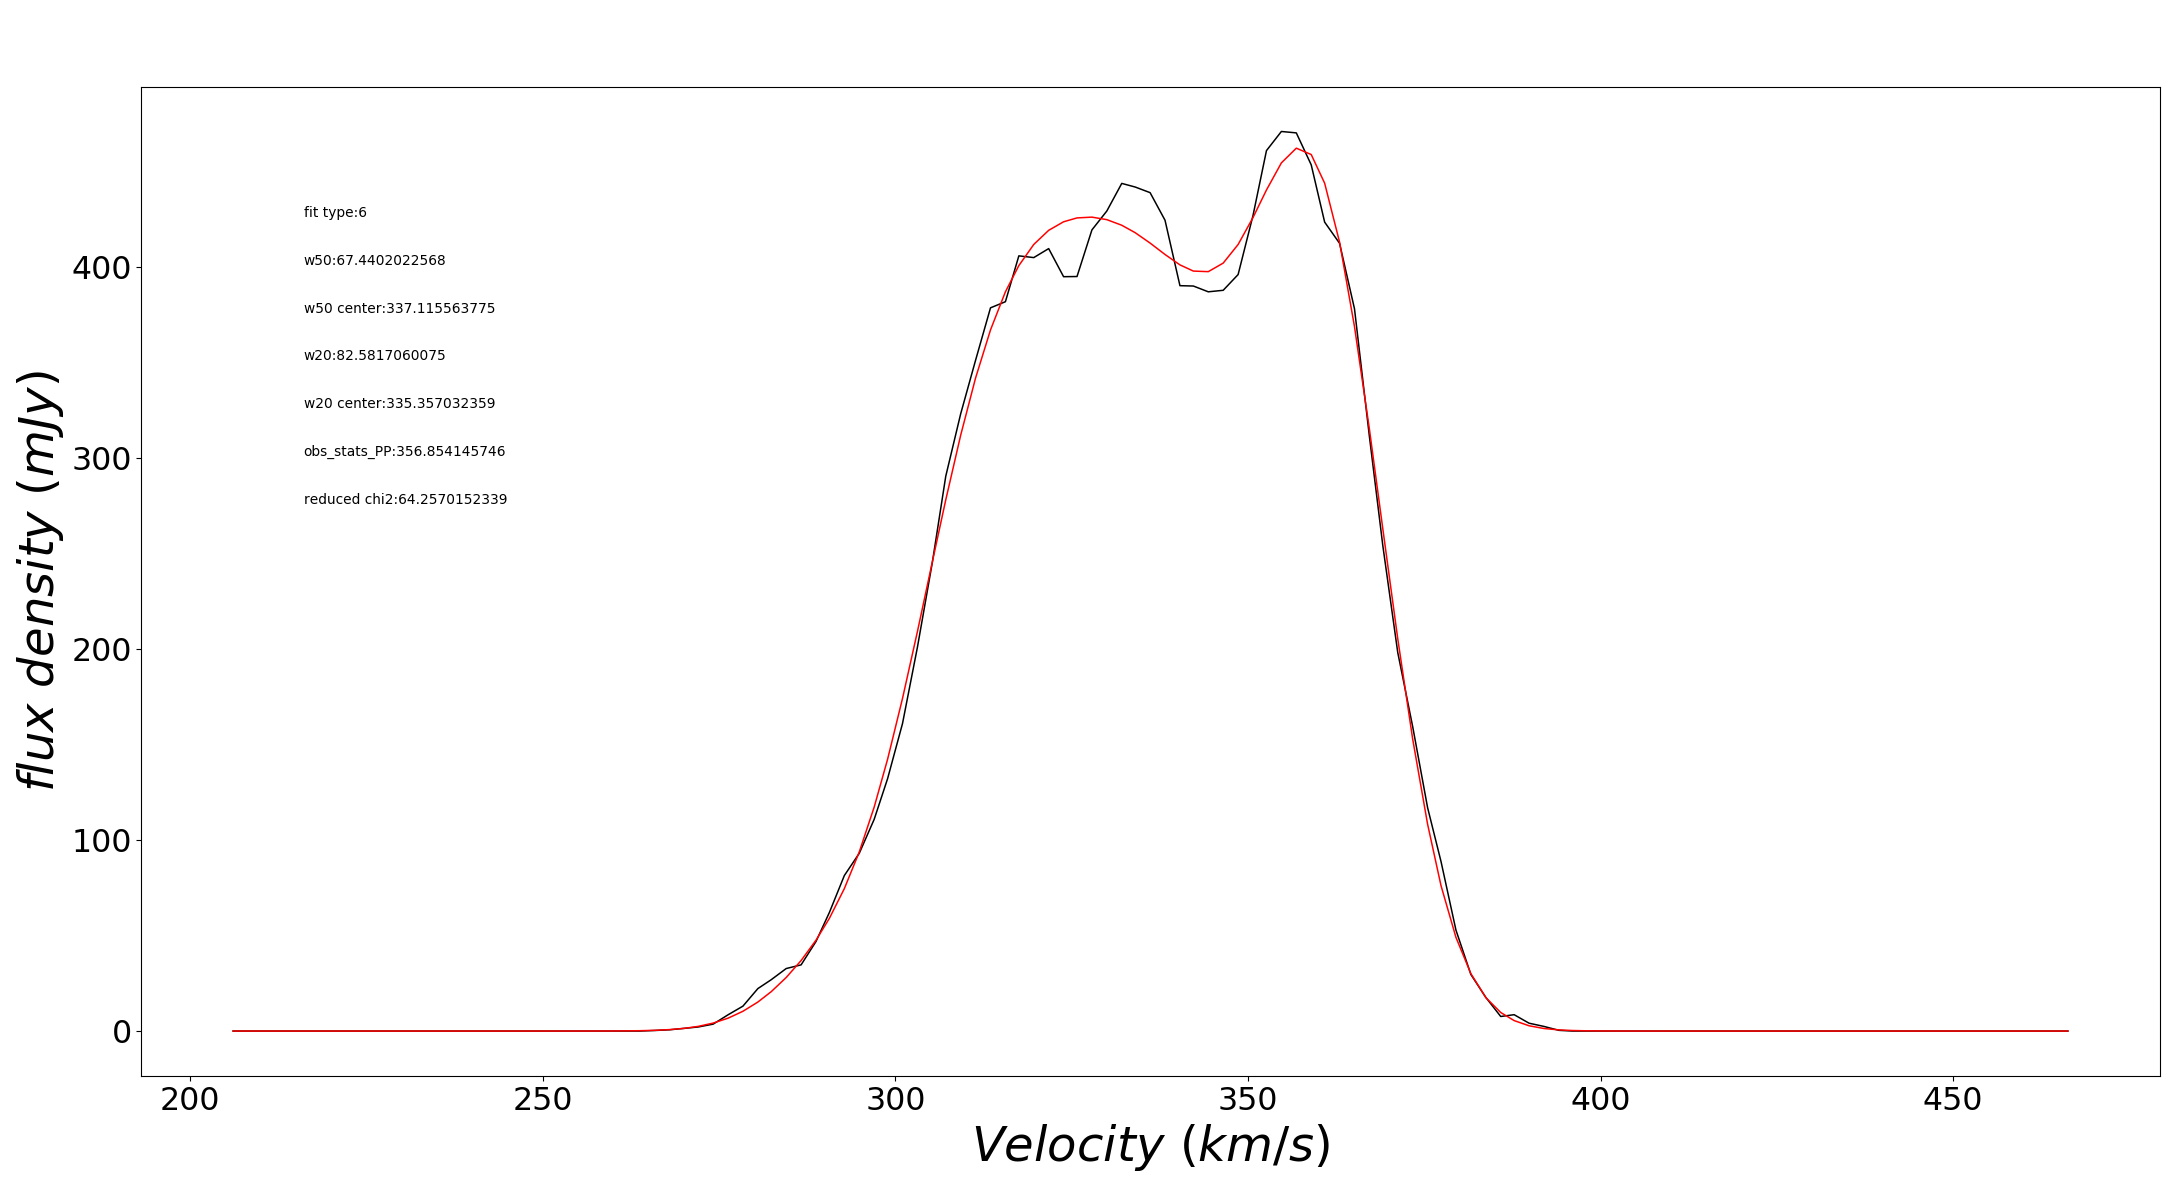 fit type:6
w50:67.4402022568
w50 center:337.115563775
w20:82.5817060075
w20 center:335.357032359
obs_stats_PP:356.854145746
reduced chi2:64.2570152339
flux density (mJy)
400
300
200
100
0
200 250 300 350 400 450
Velocity (km/s)